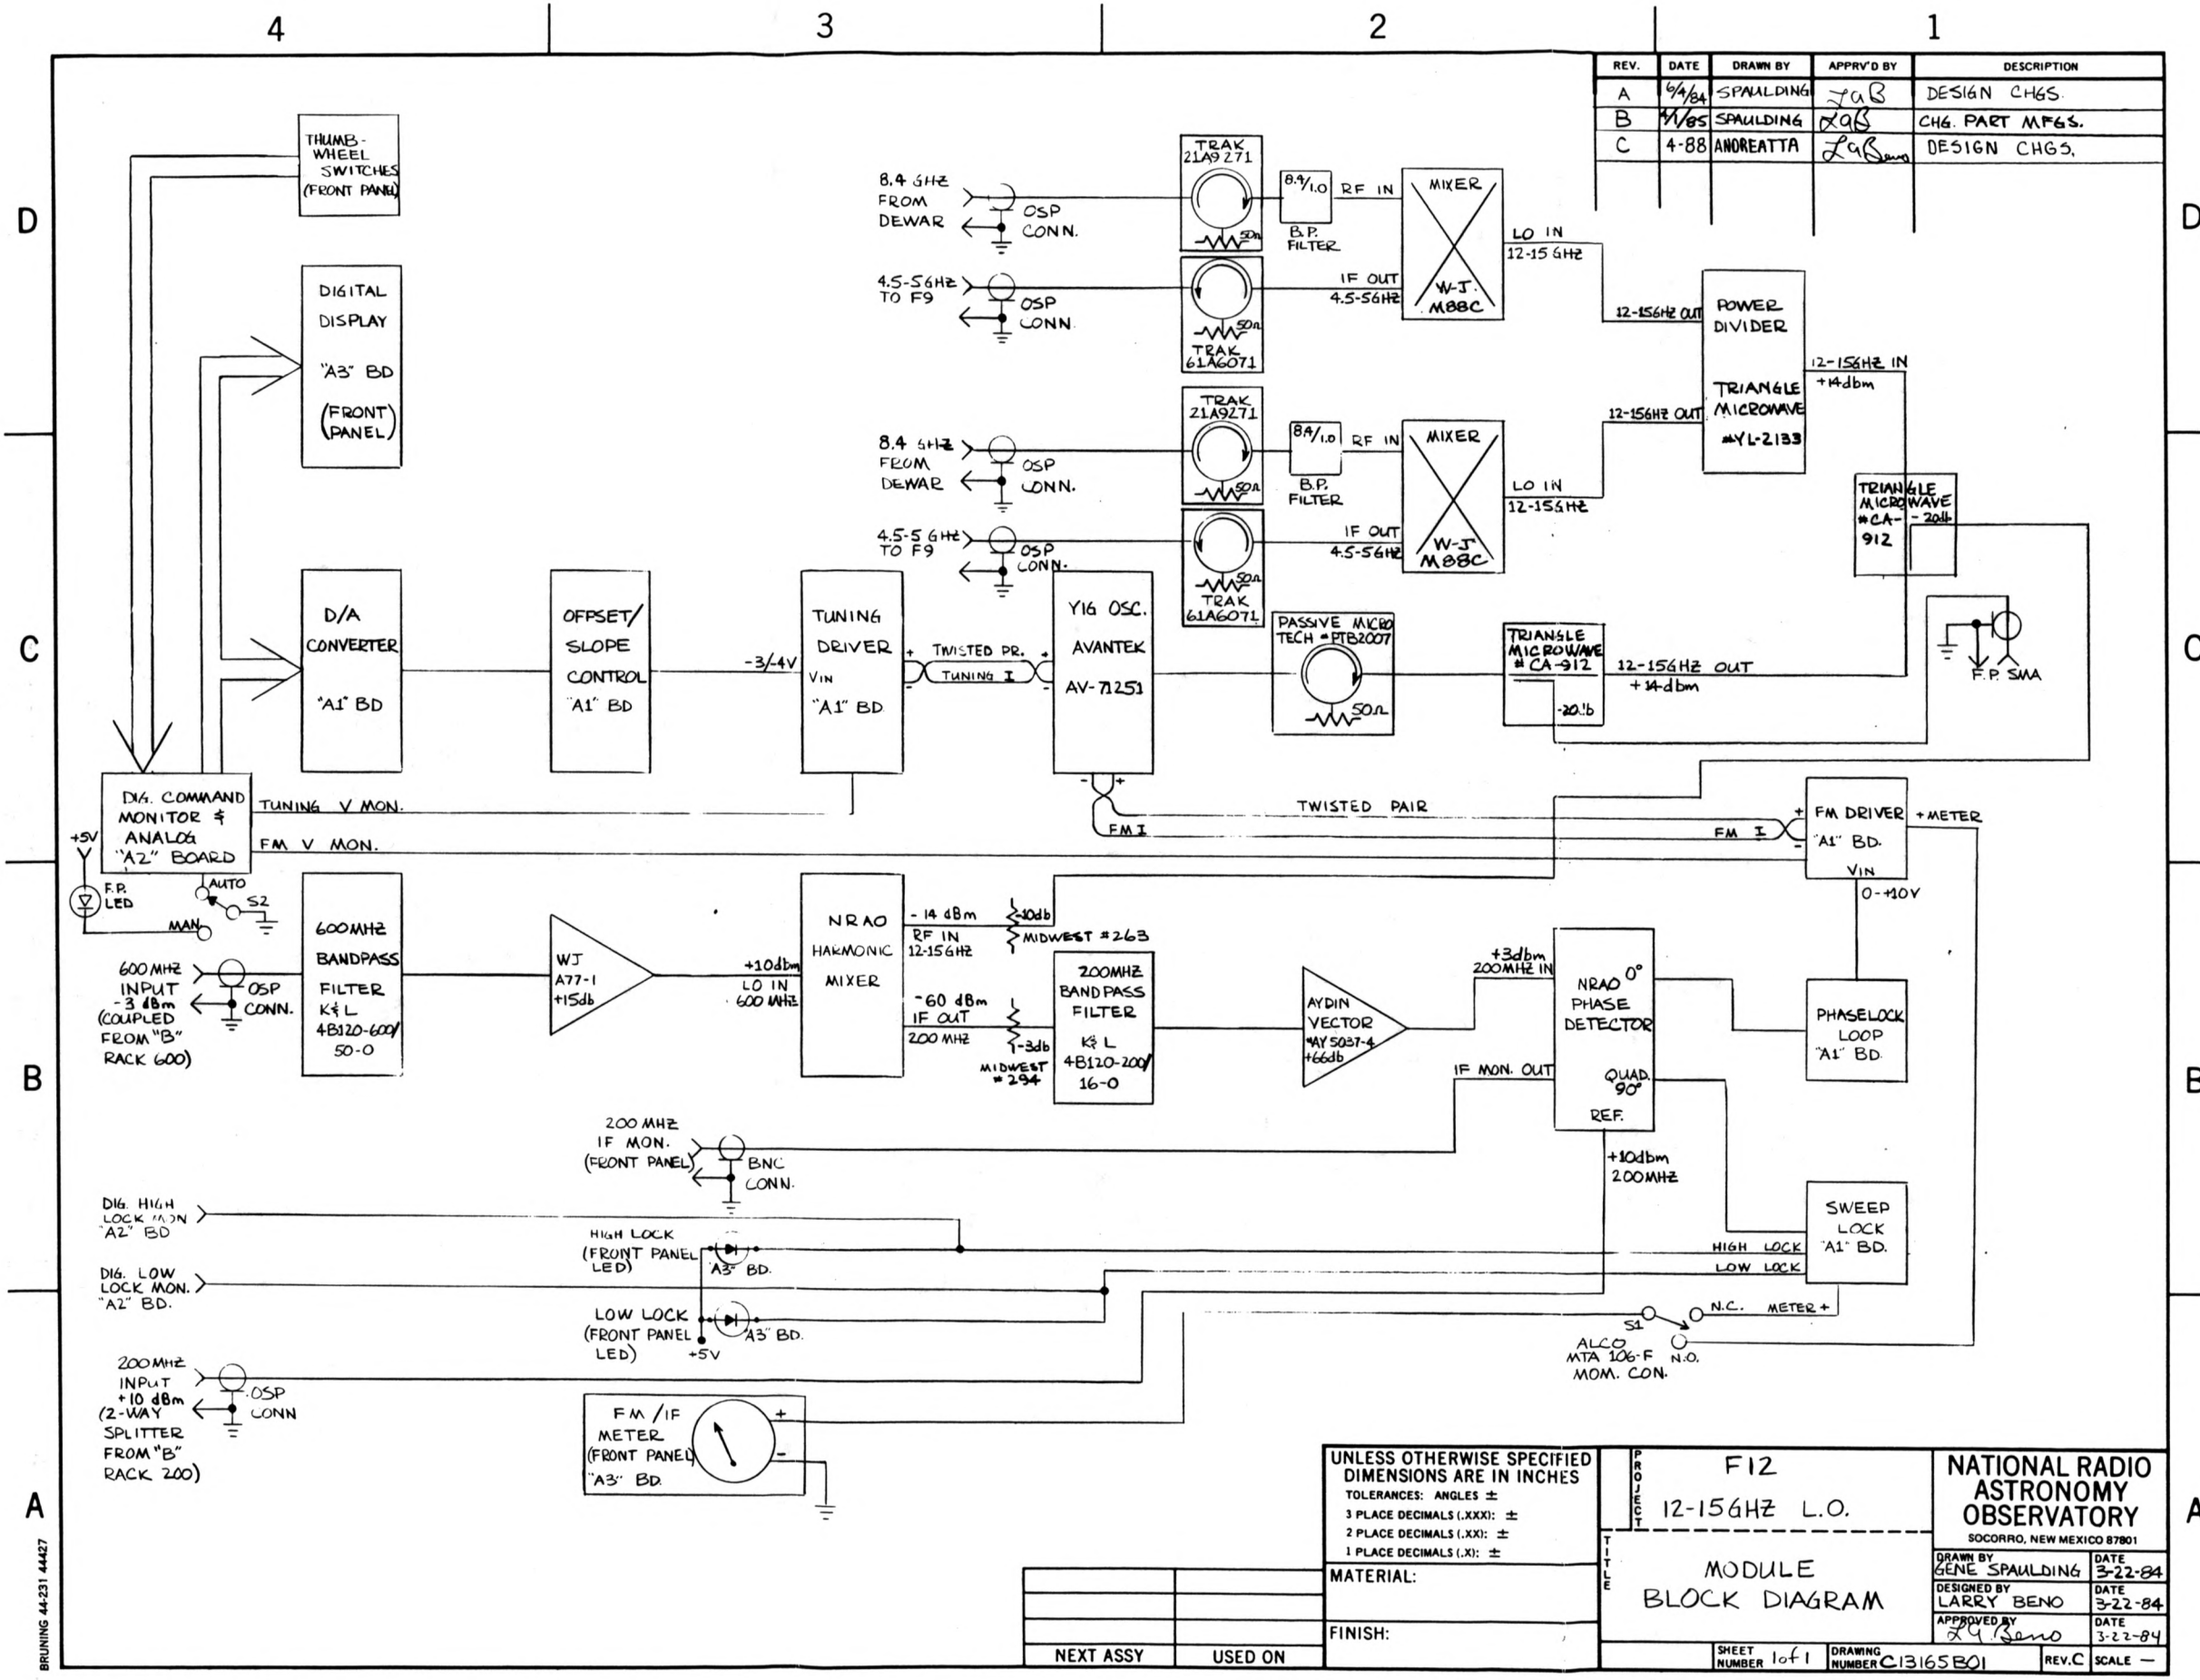 4 3 2 1
REV. DATE DRAWN BY APPRV'D BY DESCRIPTION
A 6/4/84 SPAULDING LaB DESIGN CHGS.
B SPAULDING LaB CHG. PART MFGS.
C 4-88 ANDREATTA LaBeno DESIGN CHGS.
D
D
C
C
B
B
A
A
THUMB-
WHEEL
SWITCHES
(FRONT PANEL)
DIGITAL
DISPLAY
"A3" BD
(FRONT
PANEL)
8.4 GHZ
FROM
DEWAR
OSP
CONN.
TRAK
21A9271
50Ω
8.4/1.0
B.P.
FILTER
RF IN
MIXER
W-J.
M88C
LO IN
12-15 GHZ
4.5-5GHZ
TO F9
OSP
CONN.
50Ω
TRAK
61A6071
IF OUT
4.5-5GHZ
12-15GHZ OUT
POWER
DIVIDER
TRIANGLE
MICROWAVE
#YL-2133
12-15GHZ IN
+14dbm
12-15GHZ OUT
8.4 GHZ
FROM
DEWAR
OSP
CONN.
TRAK
21A9271
50Ω
8.4/1.0
B.P.
FILTER
RF IN
MIXER
W-J
M88C
LO IN
12-15GHZ
4.5-5 GHZ
TO F9
OSP
CONN.
50Ω
TRAK
61A6071
IF OUT
4.5-5GHZ
TRIANGLE
MICROWAVE
#CA- -20db
912
D/A
CONVERTER
"A1" BD
OFFSET/
SLOPE
CONTROL
"A1" BD
-3/-4V
TUNING
DRIVER
VIN
"A1" BD
+ TWISTED PR. +
- TUNING I -
YIG OSC.
AVANTEK
AV-71251
- +
PASSIVE MICRO
TECH #PTB2007
50Ω
TRIANGLE
MICROWAVE
# CA-912
-20db
12-15GHZ OUT
+14dbm
F.P. SMA
DIG. COMMAND
MONITOR &
ANALOG
"A2" BOARD
TUNING V MON.
FM V MON.
TWISTED PAIR
FM I
FM I
+
-
FM DRIVER
"A1" BD.
VIN
+METER
0-+10V
+5V
F.P.
LED
AUTO
S2
MAN
600 MHZ
INPUT
-3 dBm
(COUPLED
FROM "B"
RACK 600)
OSP
CONN.
600MHZ
BANDPASS
FILTER
K&L
4B120-600/
50-0
WJ
A77-1
+15db
+10dbm
LO IN
600 MHZ
NRAO
HARMONIC
MIXER
-14 dBm
RF IN
12-15GHZ
-10db
MIDWEST #263
-60 dBm
IF OUT
200 MHZ
-3db
MIDWEST
#294
200MHZ
BANDPASS
FILTER
K&L
4B120-200/
16-0
AYDIN
VECTOR
#AY 5037-4
+66db
+3dbm
200MHZ IN
IF MON. OUT
NRAO 0°
PHASE
DETECTOR
QUAD.
90°
REF.
PHASELOCK
LOOP
"A1" BD.
200 MHZ
IF MON.
(FRONT PANEL)
BNC
CONN.
+10dbm
200MHZ
DIG. HIGH
LOCK MON
"A2" BD
HIGH LOCK
(FRONT PANEL
LED)
"A3" BD.
SWEEP
LOCK
"A1" BD.
HIGH LOCK
LOW LOCK
DIG. LOW
LOCK MON.
"A2" BD.
LOW LOCK
(FRONT PANEL
LED)
"A3" BD.
+5V
S1
N.C. METER +
ALCO
MTA 106-F N.O.
MOM. CON.
200MHZ
INPUT
+10 dBm
(2-WAY
SPLITTER
FROM "B"
RACK 200)
OSP
CONN
FM/IF
METER
(FRONT PANEL)
"A3" BD.
+
-
UNLESS OTHERWISE SPECIFIED
DIMENSIONS ARE IN INCHES
TOLERANCES: ANGLES ±
3 PLACE DECIMALS (.XXX): ±
2 PLACE DECIMALS (.XX): ±
1 PLACE DECIMALS (.X): ±
MATERIAL:
FINISH:
NEXT ASSY USED ON
PROJECT
F12
12-15GHZ L.O.
TITLE
MODULE
BLOCK DIAGRAM
NATIONAL RADIO
ASTRONOMY
OBSERVATORY
SOCORRO, NEW MEXICO 87801
DRAWN BY GENE SPAULDING DATE 3-22-84
DESIGNED BY LARRY BENO DATE 3-22-84
APPROVED BY L.A. Beno DATE 3-22-84
SHEET NUMBER 1 of 1 DRAWING NUMBER C13165B01 REV. C SCALE —
BRUNING 44-231 44427